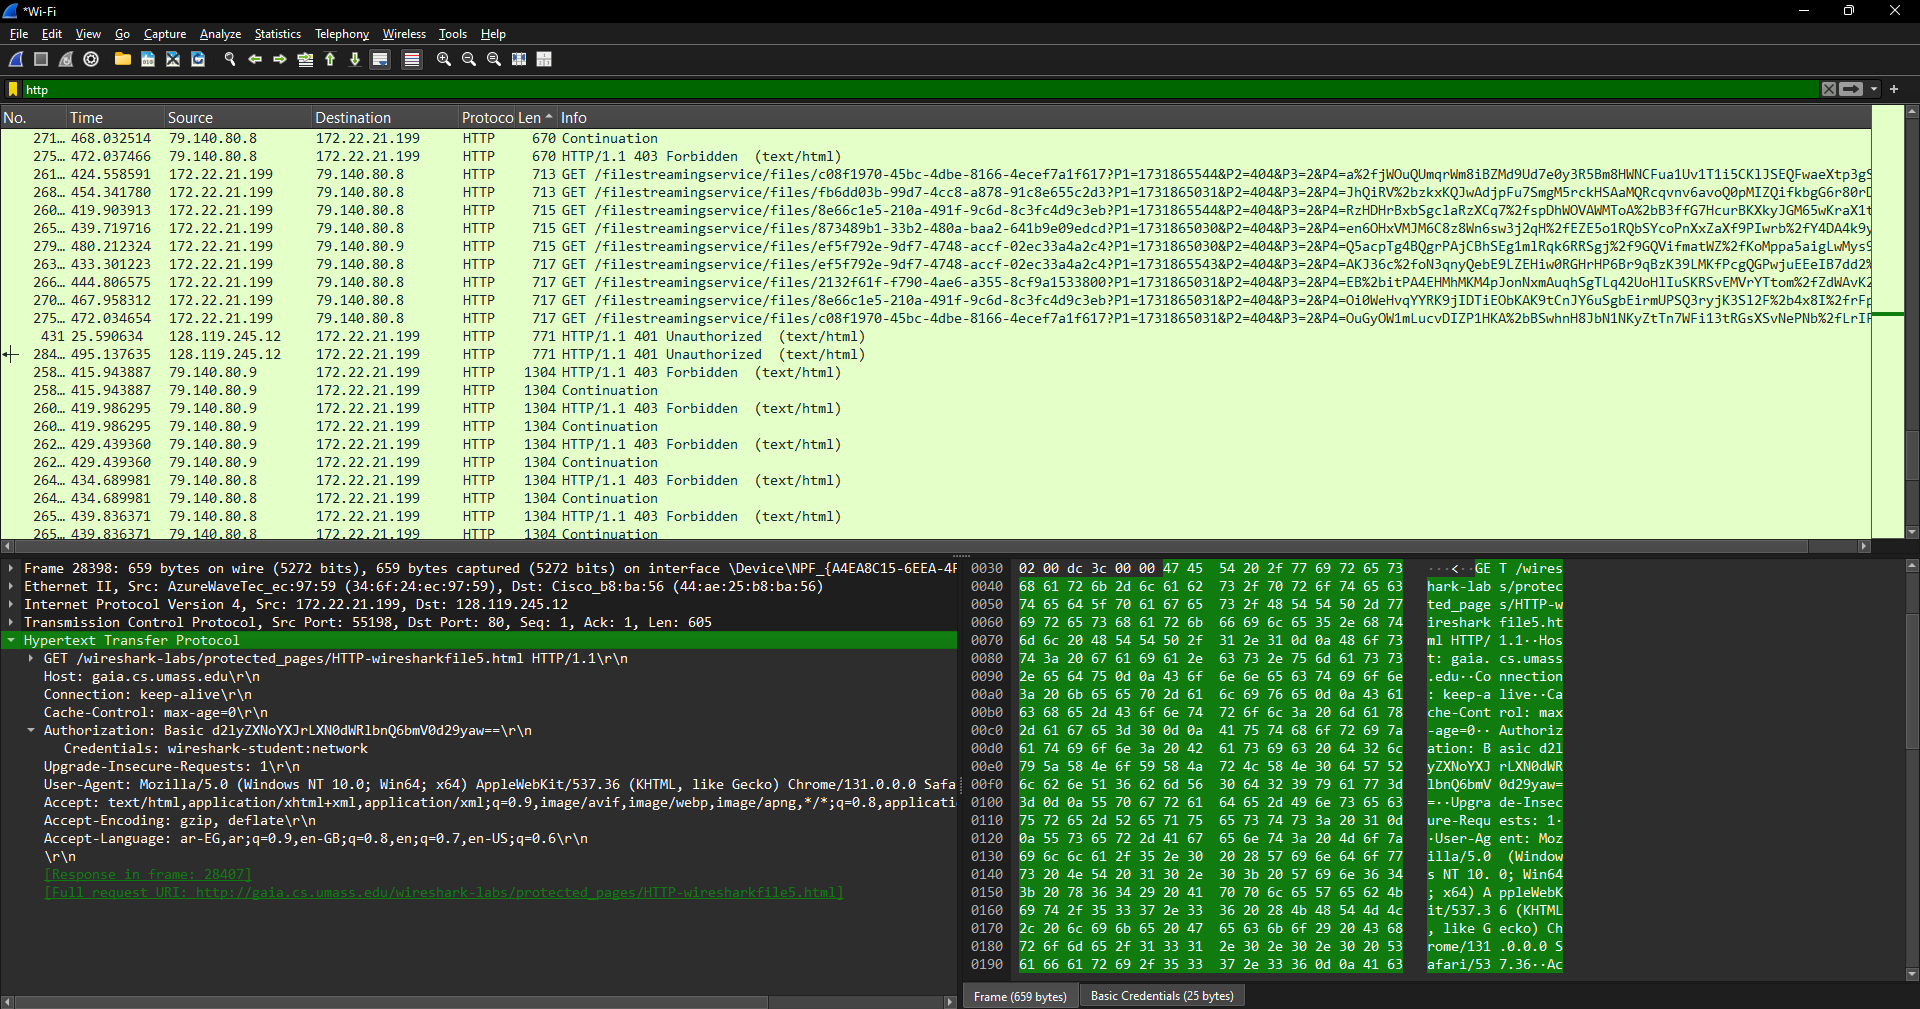 *Wi-Fi
File Edit View Go Capture Analyze Statistics Telephony Wireless Tools Help
http
No. Time Source Destination Protoco Len Info
271… 468.032514 79.140.80.8 172.22.21.199 HTTP 670 Continuation
275… 472.037466 79.140.80.8 172.22.21.199 HTTP 670 HTTP/1.1 403 Forbidden (text/html)
261… 424.558591 172.22.21.199 79.140.80.8 HTTP 713 GET /filestreamingservice/files/c08f1970-45bc-4dbe-8166-4ecef7a1f617?P1=1731865544&P2=404&P3=2&P4=a%2fjWOuQUmqrWm8iBZMd9Ud7e0y3R5Bm8HWNCFua1Uv1T1i5CKlJSEQFwaeXtp3gS
268… 454.341780 172.22.21.199 79.140.80.8 HTTP 713 GET /filestreamingservice/files/fb6dd03b-99d7-4cc8-a878-91c8e655c2d3?P1=1731865031&P2=404&P3=2&P4=JhQiRV%2bzkxKQJwAdjpFu7SmgM5rckHSAaMQRcqvnv6avoQ0pMIZQifkbgG6r80rD
260… 419.903913 172.22.21.199 79.140.80.8 HTTP 715 GET /filestreamingservice/files/8e66c1e5-210a-491f-9c6d-8c3fc4d9c3eb?P1=1731865544&P2=404&P3=2&P4=RzHDHrBxbSgclaRzXCq7%2fspDhWOVAWMToA%2bB3ffG7HcurBKXkyJGM65wKraX1t
265… 439.719716 172.22.21.199 79.140.80.8 HTTP 715 GET /filestreamingservice/files/873489b1-33b2-480a-baa2-641b9e09edcd?P1=1731865030&P2=404&P3=2&P4=en6OHxVMJM6C8z8Wn6sw3j2qH%2fEZE5o1RQbSYcoPnXxZaXf9PIwrb%2fY4DA4k9y
279… 480.212324 172.22.21.199 79.140.80.9 HTTP 715 GET /filestreamingservice/files/ef5f792e-9df7-4748-accf-02ec33a4a2c4?P1=1731865030&P2=404&P3=2&P4=Q5acpTg4BQgrPAjCBhSEg1mlRqk6RRSgj%2f9GQVifmatWZ%2fKoMppa5aigLwMys9
263… 433.301223 172.22.21.199 79.140.80.8 HTTP 717 GET /filestreamingservice/files/ef5f792e-9df7-4748-accf-02ec33a4a2c4?P1=1731865543&P2=404&P3=2&P4=AKJ36c%2foN3qnyQebE9LZEHiw0RGHrHP6Br9qBzK39LMKfPcgQGPwjuEEeIB7dd2%
266… 444.806575 172.22.21.199 79.140.80.8 HTTP 717 GET /filestreamingservice/files/2132f61f-f790-4ae6-a355-8cf9a1533800?P1=1731865031&P2=404&P3=2&P4=EB%2bitPA4EHMhMKM4pJonNxmAuqhSgTLq42UoHlIuSKRSvEMVrYTtom%2fZdWAvK2
270… 467.958312 172.22.21.199 79.140.80.8 HTTP 717 GET /filestreamingservice/files/8e66c1e5-210a-491f-9c6d-8c3fc4d9c3eb?P1=1731865031&P2=404&P3=2&P4=Oi0WeHvqYYRK9jIDTiEObKAK9tCnJY6uSgbEirmUPSQ3ryjK3Sl2F%2b4x8I%2frFp
275… 472.034654 172.22.21.199 79.140.80.8 HTTP 717 GET /filestreamingservice/files/c08f1970-45bc-4dbe-8166-4ecef7a1f617?P1=1731865031&P2=404&P3=2&P4=OuGyOW1mLucvDIZP1HKA%2bBSwhnH8JbN1NKyZtTn7WFi13tRGsXSvNePNb%2fLrIF
431 25.590634 128.119.245.12 172.22.21.199 HTTP 771 HTTP/1.1 401 Unauthorized (text/html)
284… 495.137635 128.119.245.12 172.22.21.199 HTTP 771 HTTP/1.1 401 Unauthorized (text/html)
258… 415.943887 79.140.80.9 172.22.21.199 HTTP 1304 HTTP/1.1 403 Forbidden (text/html)
258… 415.943887 79.140.80.9 172.22.21.199 HTTP 1304 Continuation
260… 419.986295 79.140.80.9 172.22.21.199 HTTP 1304 HTTP/1.1 403 Forbidden (text/html)
260… 419.986295 79.140.80.9 172.22.21.199 HTTP 1304 Continuation
262… 429.439360 79.140.80.9 172.22.21.199 HTTP 1304 HTTP/1.1 403 Forbidden (text/html)
262… 429.439360 79.140.80.9 172.22.21.199 HTTP 1304 Continuation
264… 434.689981 79.140.80.8 172.22.21.199 HTTP 1304 HTTP/1.1 403 Forbidden (text/html)
264… 434.689981 79.140.80.8 172.22.21.199 HTTP 1304 Continuation
265… 439.836371 79.140.80.8 172.22.21.199 HTTP 1304 HTTP/1.1 403 Forbidden (text/html)
265… 439.836371 79.140.80.8 172.22.21.199 HTTP 1304 Continuation
Frame 28398: 659 bytes on wire (5272 bits), 659 bytes captured (5272 bits) on interface \Device\NPF_{A4EA8C15-6EEA-4F
Ethernet II, Src: AzureWaveTec_ec:97:59 (34:6f:24:ec:97:59), Dst: Cisco_b8:ba:56 (44:ae:25:b8:ba:56)
Internet Protocol Version 4, Src: 172.22.21.199, Dst: 128.119.245.12
Transmission Control Protocol, Src Port: 55198, Dst Port: 80, Seq: 1, Ack: 1, Len: 605
Hypertext Transfer Protocol
GET /wireshark-labs/protected_pages/HTTP-wiresharkfile5.html HTTP/1.1\r\n
Host: gaia.cs.umass.edu\r\n
Connection: keep-alive\r\n
Cache-Control: max-age=0\r\n
Authorization: Basic d2lyZXNoYXJrLXN0dWRlbnQ6bmV0d29yaw==\r\n
Credentials: wireshark-student:network
Upgrade-Insecure-Requests: 1\r\n
User-Agent: Mozilla/5.0 (Windows NT 10.0; Win64; x64) AppleWebKit/537.36 (KHTML, like Gecko) Chrome/131.0.0.0 Safa
Accept: text/html,application/xhtml+xml,application/xml;q=0.9,image/avif,image/webp,image/apng,*/*;q=0.8,applicati
Accept-Encoding: gzip, deflate\r\n
Accept-Language: ar-EG,ar;q=0.9,en-GB;q=0.8,en;q=0.7,en-US;q=0.6\r\n
\r\n
[Response in frame: 28407]
[Full request URI: http://gaia.cs.umass.edu/wireshark-labs/protected_pages/HTTP-wiresharkfile5.html]
0030 02 00 dc 3c 00 00 47 45 54 20 2f 77 69 72 65 73 ···<··GE T /wires
0040 68 61 72 6b 2d 6c 61 62 73 2f 70 72 6f 74 65 63 hark-lab s/protec
0050 74 65 64 5f 70 61 67 65 73 2f 48 54 54 50 2d 77 ted_page s/HTTP-w
0060 69 72 65 73 68 61 72 6b 66 69 6c 65 35 2e 68 74 ireshark file5.ht
0070 6d 6c 20 48 54 54 50 2f 31 2e 31 0d 0a 48 6f 73 ml HTTP/ 1.1··Hos
0080 74 3a 20 67 61 69 61 2e 63 73 2e 75 6d 61 73 73 t: gaia. cs.umass
0090 2e 65 64 75 0d 0a 43 6f 6e 6e 65 63 74 69 6f 6e .edu··Co nnection
00a0 3a 20 6b 65 65 70 2d 61 6c 69 76 65 0d 0a 43 61 : keep-a live··Ca
00b0 63 68 65 2d 43 6f 6e 74 72 6f 6c 3a 20 6d 61 78 che-Cont rol: max
00c0 2d 61 67 65 3d 30 0d 0a 41 75 74 68 6f 72 69 7a -age=0·· Authoriz
00d0 61 74 69 6f 6e 3a 20 42 61 73 69 63 20 64 32 6c ation: B asic d2l
00e0 79 5a 58 4e 6f 59 58 4a 72 4c 58 4e 30 64 57 52 yZXNoYXJ rLXN0dWR
00f0 6c 62 6e 51 36 62 6d 56 30 64 32 39 79 61 77 3d lbnQ6bmV 0d29yaw=
0100 3d 0d 0a 55 70 67 72 61 64 65 2d 49 6e 73 65 63 =··Upgra de-Insec
0110 75 72 65 2d 52 65 71 75 65 73 74 73 3a 20 31 0d ure-Requ ests: 1·
0120 0a 55 73 65 72 2d 41 67 65 6e 74 3a 20 4d 6f 7a ·User-Ag ent: Moz
0130 69 6c 6c 61 2f 35 2e 30 20 28 57 69 6e 64 6f 77 illa/5.0 (Window
0140 73 20 4e 54 20 31 30 2e 30 3b 20 57 69 6e 36 34 s NT 10. 0; Win64
0150 3b 20 78 36 34 29 20 41 70 70 6c 65 57 65 62 4b ; x64) A ppleWebK
0160 69 74 2f 35 33 37 2e 33 36 20 28 4b 48 54 4d 4c it/537.3 6 (KHTML
0170 2c 20 6c 69 6b 65 20 47 65 63 6b 6f 29 20 43 68 , like G ecko) Ch
0180 72 6f 6d 65 2f 31 33 31 2e 30 2e 30 2e 30 20 53 rome/131 .0.0.0 S
0190 61 66 61 72 69 2f 35 33 37 2e 33 36 0d 0a 41 63 afari/53 7.36··Ac
Frame (659 bytes) Basic Credentials (25 bytes)